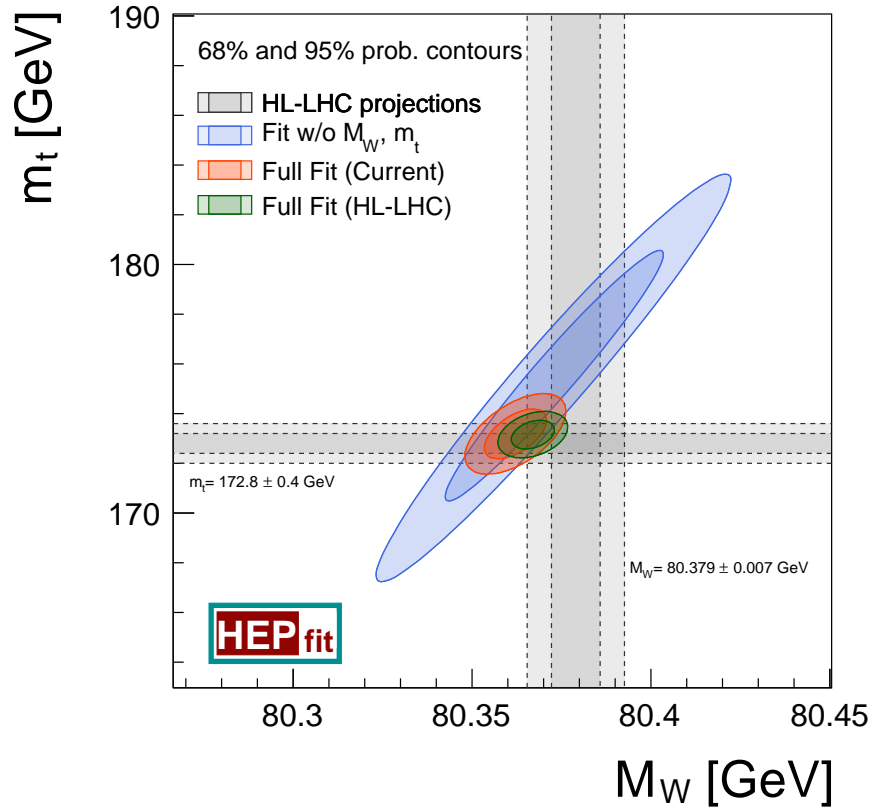 190
180
170
m_t [GeV]
68% and 95% prob. contours
HL-LHC projections
Fit w/o M_W, m_t
Full Fit (Current)
Full Fit (HL-LHC)
m_t= 172.8 ± 0.4 GeV
M_W= 80.379 ± 0.007 GeV
HEP fit
80.3
80.35
80.4
80.45
M_W [GeV]